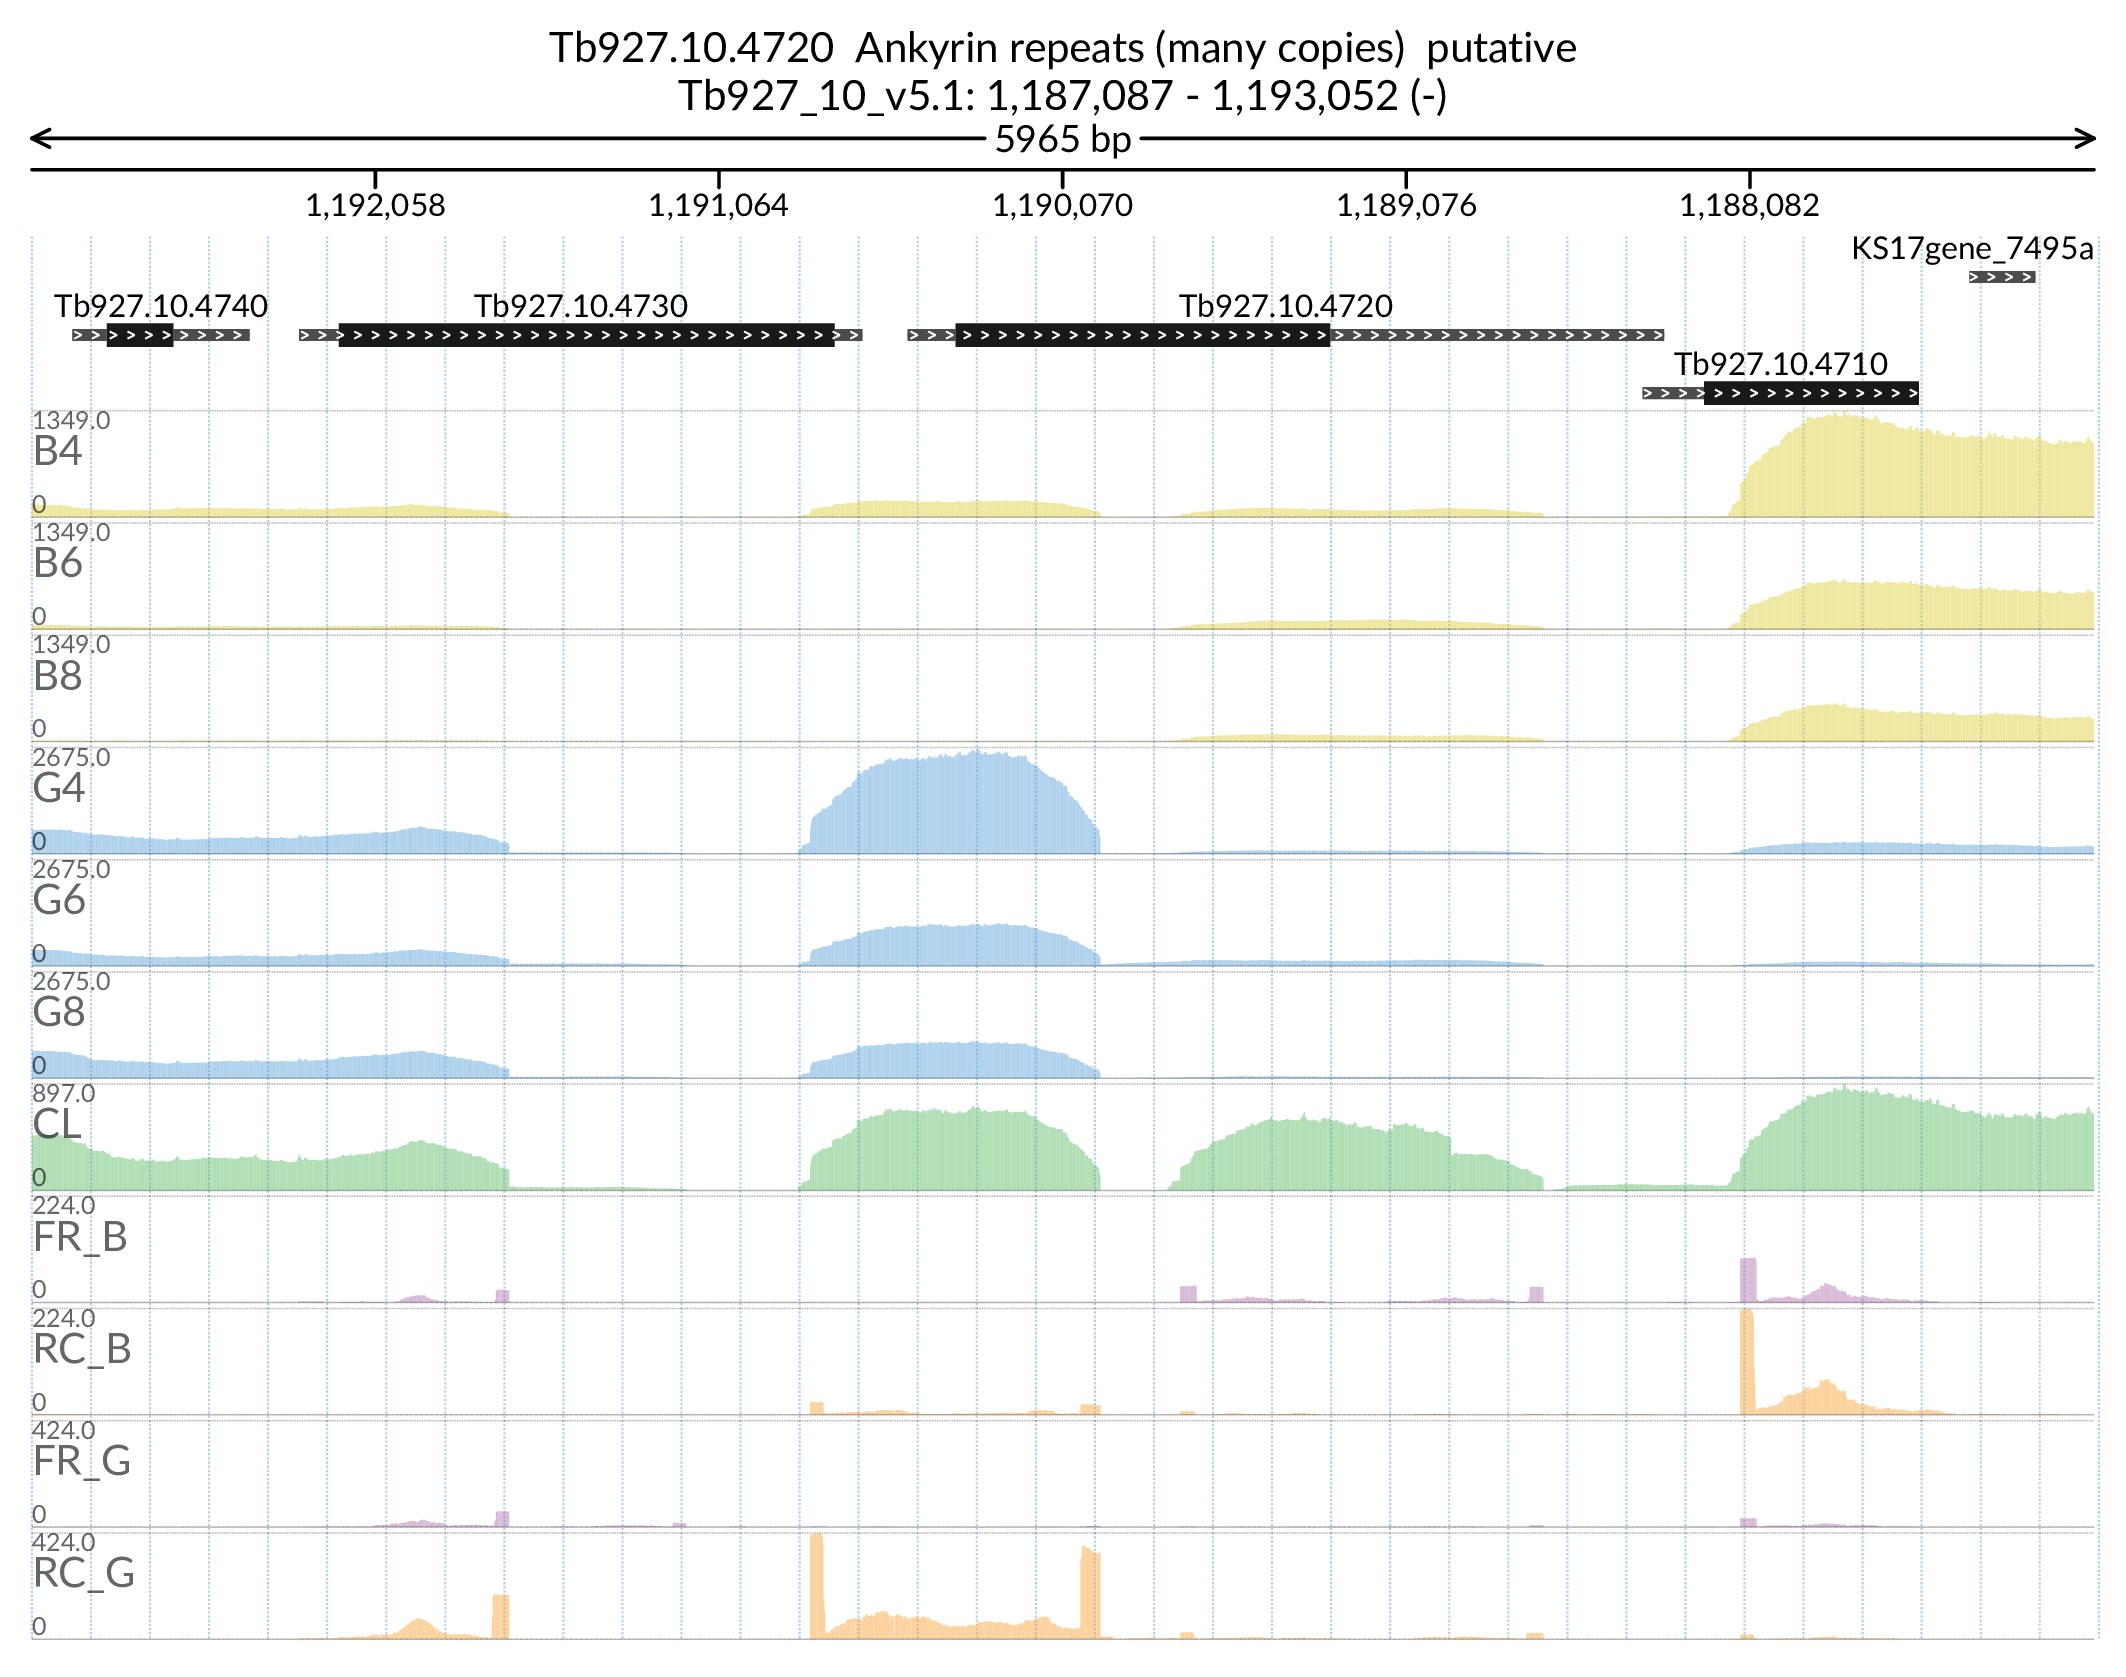 Tb927.10.4720  Ankyrin repeats (many copies)  putative
Tb927_10_v5.1: 1,187,087 - 1,193,052 (-)
5965 bp
1,192,058 1,191,064 1,190,070 1,189,076 1,188,082
KS17gene_7495a
Tb927.10.4740 Tb927.10.4730 Tb927.10.4720
Tb927.10.4710
1349.0
B4
0
1349.0
B6
0
1349.0
B8
0
2675.0
G4
0
2675.0
G6
0
2675.0
G8
0
897.0
CL
0
224.0
FR_B
0
224.0
RC_B
0
424.0
FR_G
0
424.0
RC_G
0